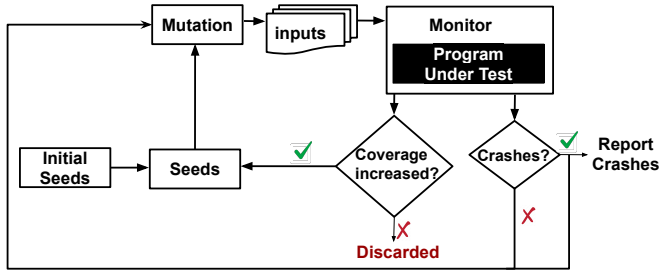 Mutation
inputs
Monitor
Program
Under Test
Initial
Seeds
Seeds
Coverage
increased?
Crashes?
Report
Crashes
Discarded